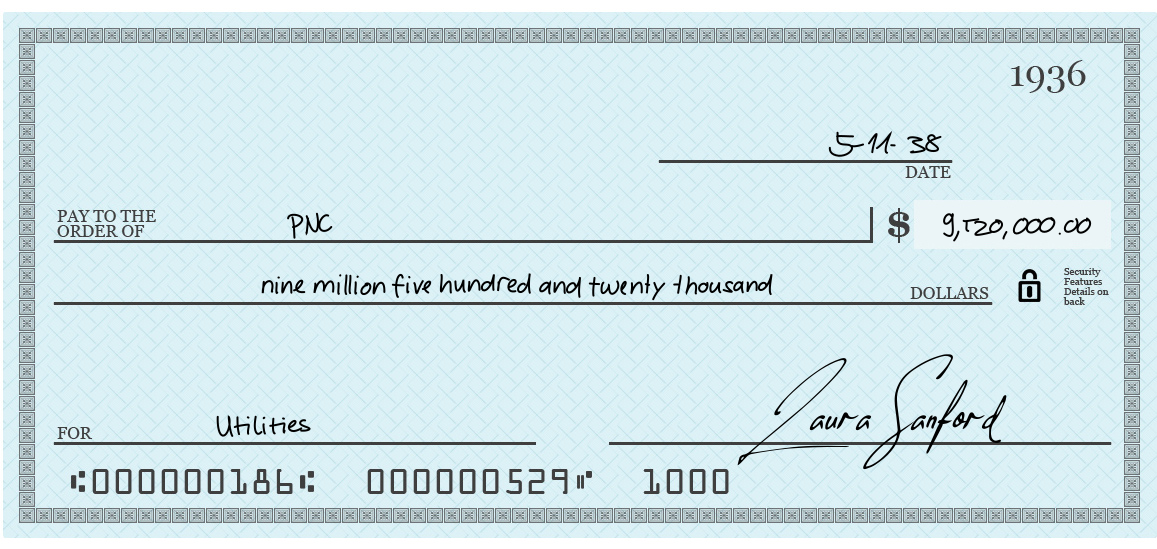 1936
5-11-38
DATE
PAY TO THE
ORDER OF PNC $ 9,520,000.00
nine million five hundred and twenty thousand DOLLARS
Security
Features
Details on
back
FOR Utilities Laura Sanford
⑆000000186⑆ 000000529⑈ 1000